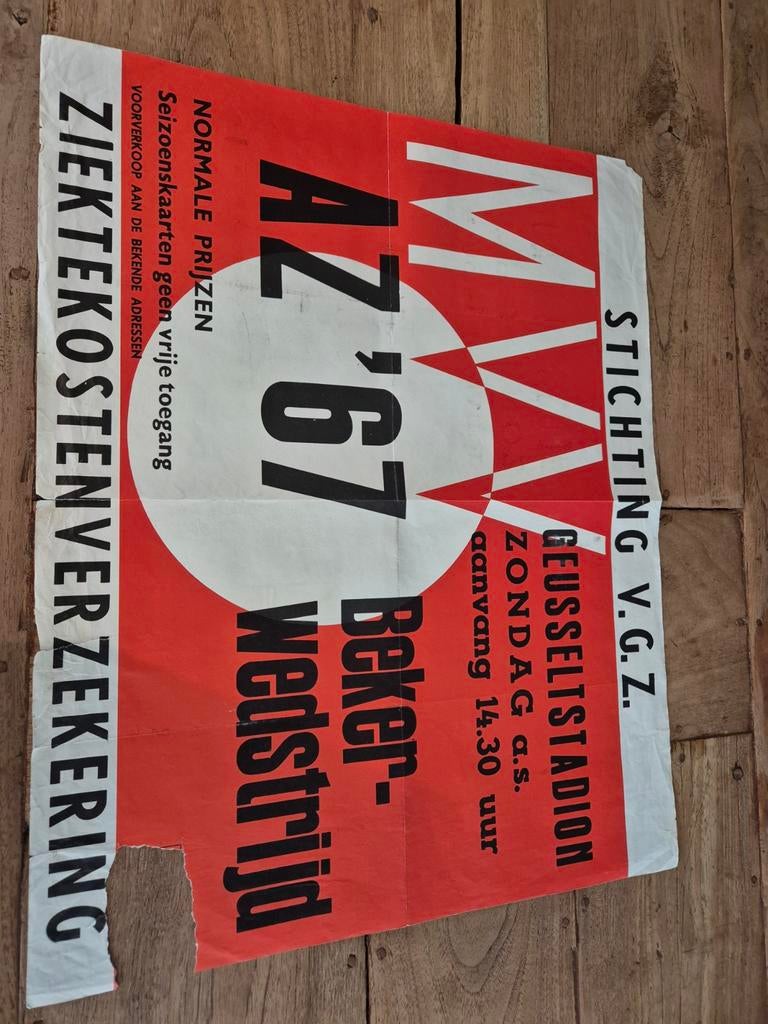 STICHTING V.G.Z.
MVV
GEUSSELTSTADION
ZONDAG a.s.
aanvang 14.30 uur
AZ'67
Beker-
wedstrijd
NORMALE PRIJZEN
Seizoenskaarten geen vrije toegang
VOORVERKOOP AAN DE BEKENDE ADRESSEN
ZIEKTEKOSTENVERZEKERING